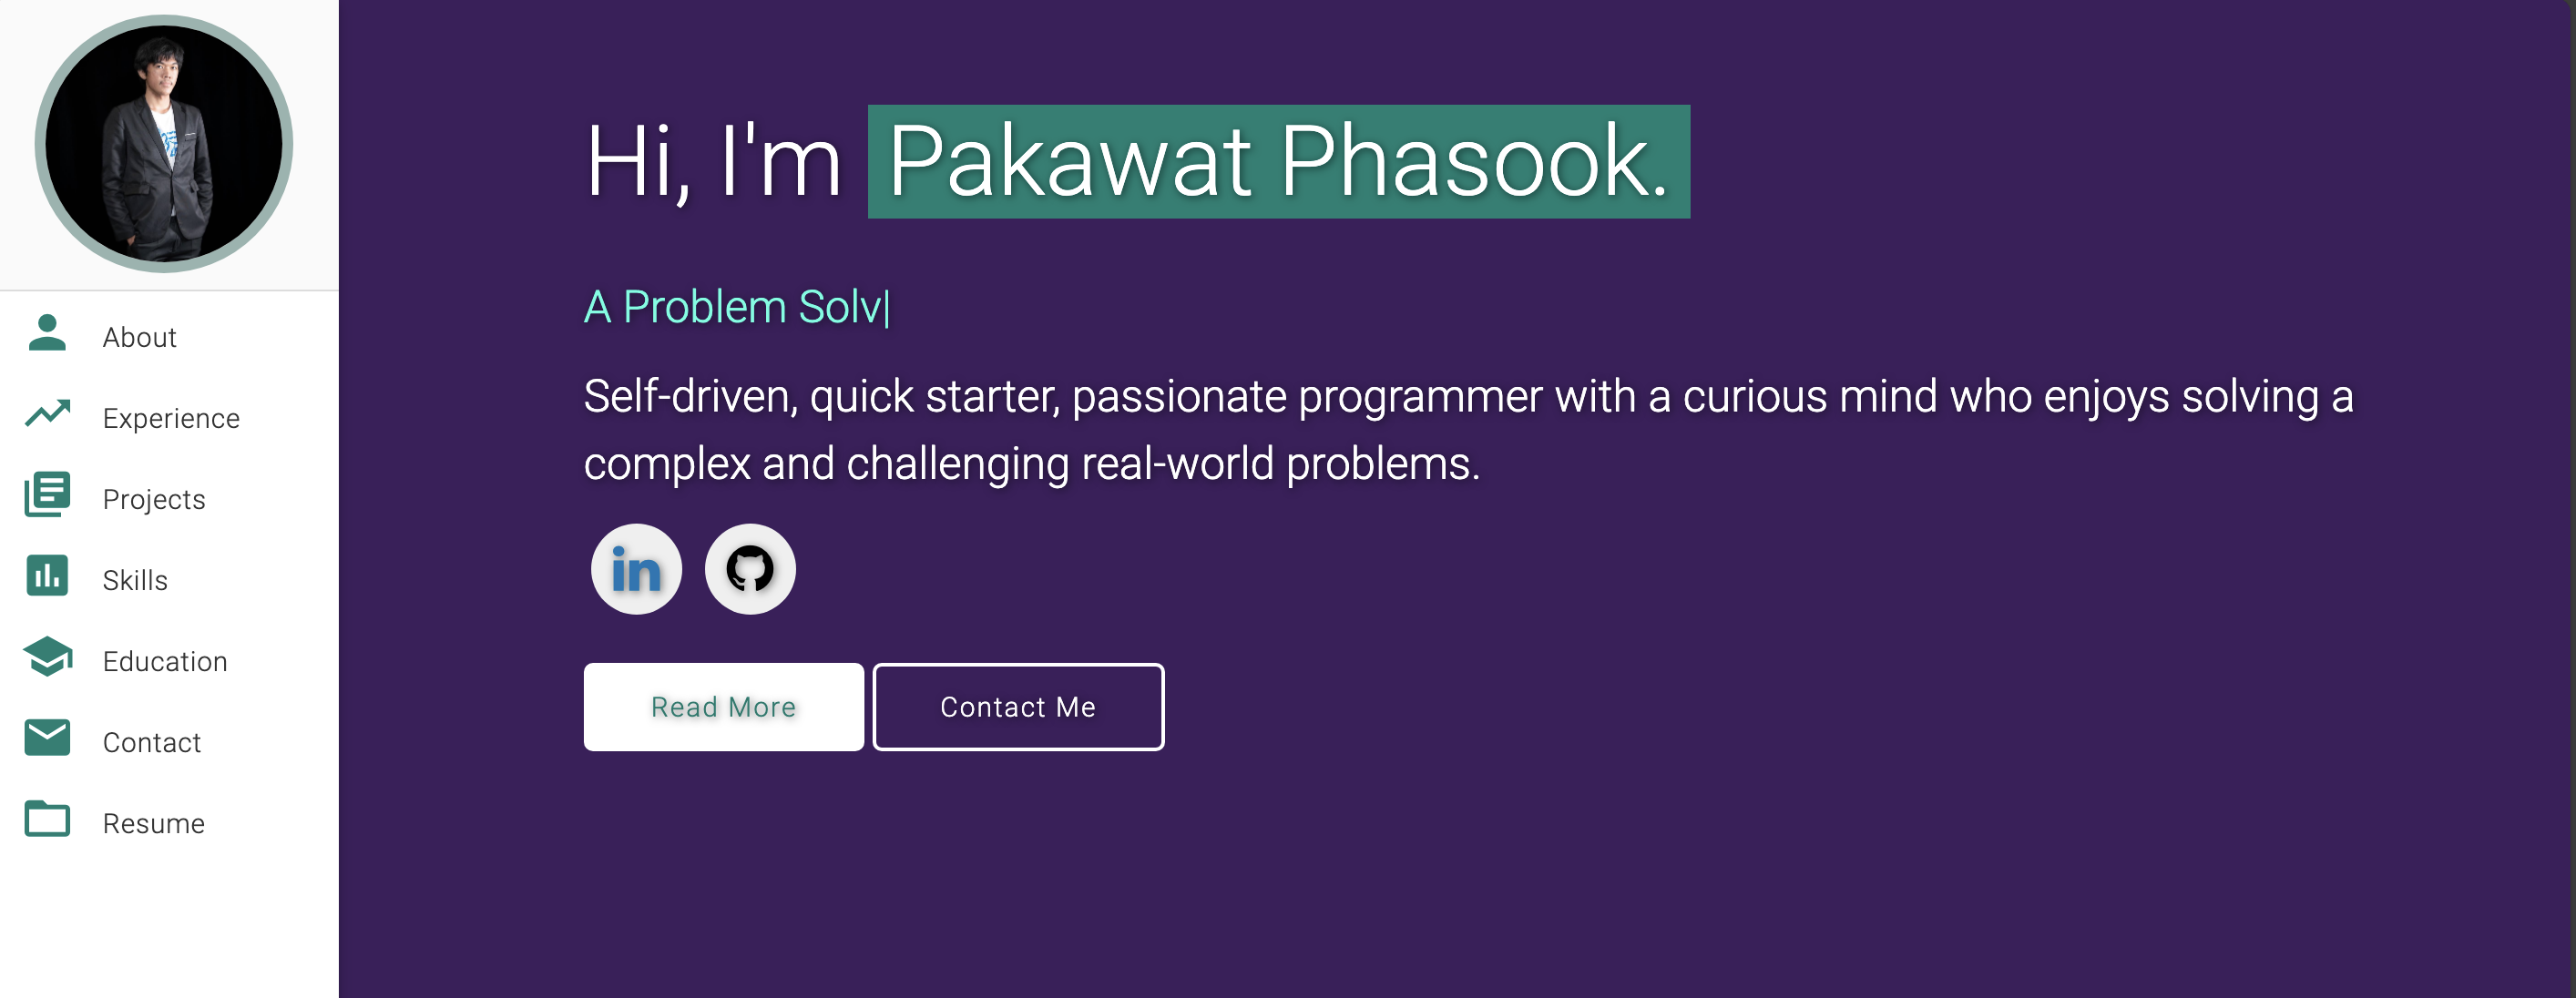 About
Experience
Projects
Skills
Education
Contact
Resume
Hi, I'm Pakawat Phasook.
A Problem Solv|
Self-driven, quick starter, passionate programmer with a curious mind who enjoys solving a
complex and challenging real-world problems.
in
Read More
Contact Me